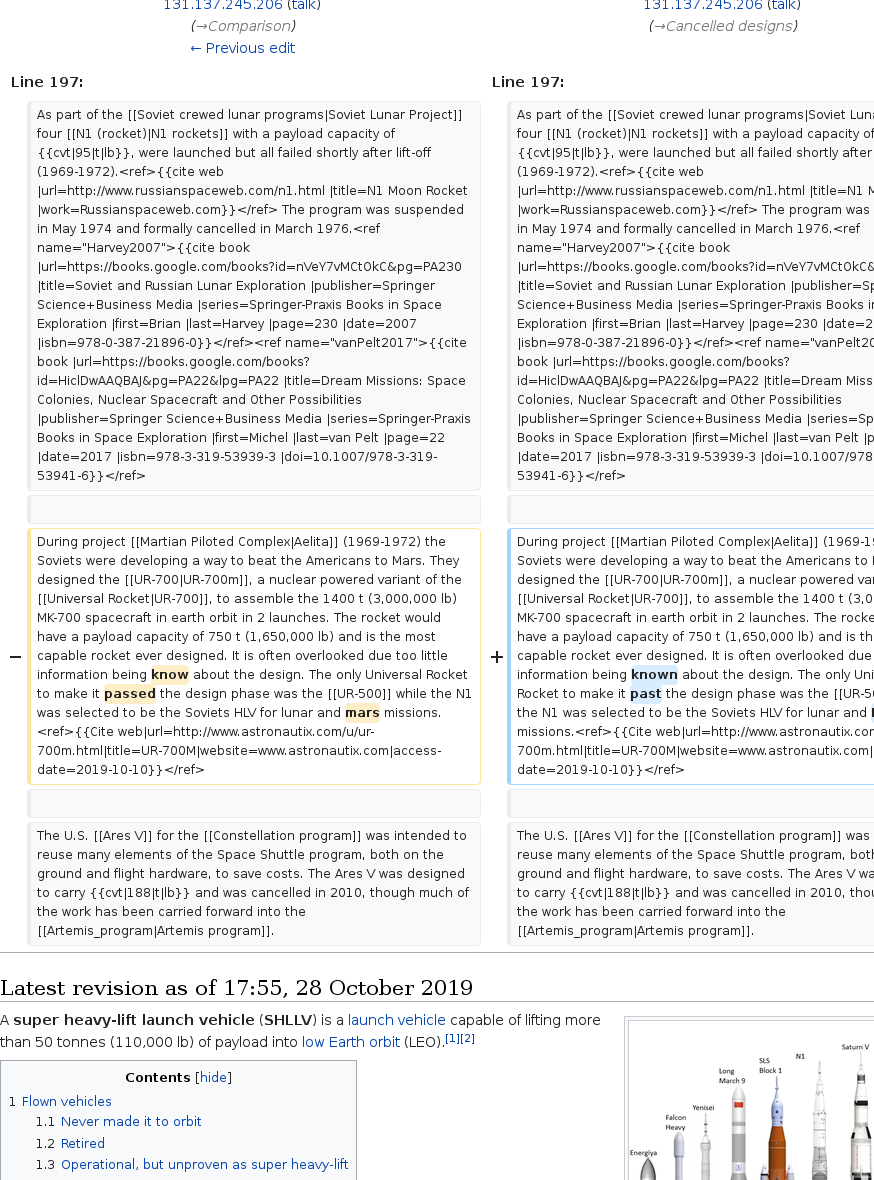 131.137.245.206 (talk)
(→Comparison)
← Previous edit
131.137.245.206 (talk)
(→Cancelled designs)
Line 197:
As part of the [[Soviet crewed lunar programs|Soviet Lunar Project]]
four [[N1 (rocket)|N1 rockets]] with a payload capacity of
{{cvt|95|t|lb}}, were launched but all failed shortly after lift-off
(1969-1972).<ref>{{cite web
|url=http://www.russianspaceweb.com/n1.html |title=N1 Moon Rocket
|work=Russianspaceweb.com}}</ref> The program was suspended
in May 1974 and formally cancelled in March 1976.<ref
name="Harvey2007">{{cite book
|url=https://books.google.com/books?id=nVeY7vMCtOkC&pg=PA230
|title=Soviet and Russian Lunar Exploration |publisher=Springer
Science+Business Media |series=Springer-Praxis Books in Space
Exploration |first=Brian |last=Harvey |page=230 |date=2007
|isbn=978-0-387-21896-0}}</ref><ref name="vanPelt2017">{{cite
book |url=https://books.google.com/books?
id=HiclDwAAQBAJ&pg=PA22&lpg=PA22 |title=Dream Missions: Space
Colonies, Nuclear Spacecraft and Other Possibilities
|publisher=Springer Science+Business Media |series=Springer-Praxis
Books in Space Exploration |first=Michel |last=van Pelt |page=22
|date=2017 |isbn=978-3-319-53939-3 |doi=10.1007/978-3-319-
53941-6}}</ref>
− During project [[Martian Piloted Complex|Aelita]] (1969-1972) the
Soviets were developing a way to beat the Americans to Mars. They
designed the [[UR-700|UR-700m]], a nuclear powered variant of the
[[Universal Rocket|UR-700]], to assemble the 1400 t (3,000,000 lb)
MK-700 spacecraft in earth orbit in 2 launches. The rocket would
have a payload capacity of 750 t (1,650,000 lb) and is the most
capable rocket ever designed. It is often overlooked due too little
information being know about the design. The only Universal Rocket
to make it passed the design phase was the [[UR-500]] while the N1
was selected to be the Soviets HLV for lunar and mars missions.
<ref>{{Cite web|url=http://www.astronautix.com/u/ur-
700m.html|title=UR-700M|website=www.astronautix.com|access-
date=2019-10-10}}</ref>
The U.S. [[Ares V]] for the [[Constellation program]] was intended to
reuse many elements of the Space Shuttle program, both on the
ground and flight hardware, to save costs. The Ares V was designed
to carry {{cvt|188|t|lb}} and was cancelled in 2010, though much of
the work has been carried forward into the
[[Artemis_program|Artemis program]].
Line 197:
As part of the [[Soviet crewed lunar programs|Soviet
four [[N1 (rocket)|N1 rockets]] with a payload capacity of
{{cvt|95|t|lb}}, were launched but all failed shortly after
(1969-1972).<ref>{{cite web
|url=http://www.russianspaceweb.com/n1.html |title=N1
|work=Russianspaceweb.com}}</ref> The program was
in May 1974 and formally cancelled in March 1976.<ref
name="Harvey2007">{{cite book
|url=https://books.google.com/books?id=nVeY7vMCtOkC&
|title=Soviet and Russian Lunar Exploration
Science+Business Media |series=Springer-Praxis Books
Exploration |first=Brian |last=Harvey |page=230
|isbn=978-0-387-21896-0}}</ref><ref
book |url=https://books.google.com/books?
id=HiclDwAAQBAJ&pg=PA22&lpg=PA22 |title=Dream
Colonies, Nuclear Spacecraft and Other Possibilities
|publisher=Springer Science+Business Media
Books in Space Exploration |first=Michel |last=van Pelt
|date=2017 |isbn=978-3-319-53939-3 |doi=10.1007/978
53941-6}}</ref>
+ During project [[Martian Piloted Complex|Aelita]]
Soviets were developing a way to beat the Americans to
designed the [[UR-700|UR-700m]], a nuclear powered
[[Universal Rocket|UR-700]], to assemble the 1400 t
MK-700 spacecraft in earth orbit in 2 launches. The
have a payload capacity of 750 t (1,650,000 lb) and is
capable rocket ever designed. It is often overlooked due
information being known about the design. The only
Rocket to make it past the design phase was the
the N1 was selected to be the Soviets HLV for lunar and
missions.<ref>{{Cite
700m.html|title=UR-700M|website=www.astronautix.com|
date=2019-10-10}}</ref>
The U.S. [[Ares V]] for the [[Constellation program]] was
reuse many elements of the Space Shuttle program,
ground and flight hardware, to save costs. The Ares V
to carry {{cvt|188|t|lb}} and was cancelled in 2010,
the work has been carried forward into the
[[Artemis_program|Artemis program]].
Latest revision as of 17:55, 28 October 2019
A super heavy-lift launch vehicle (SHLLV) is a launch vehicle capable of lifting more
than 50 tonnes (110,000 lb) of payload into low Earth orbit (LEO).[1][2]
Contents [hide]
1 Flown vehicles
1.1 Never made it to orbit
1.2 Retired
1.3 Operational, but unproven as super heavy-lift
Energiya
Falcon
Heavy
Yenisei
Long
March 9
SLS
Block 1
N1
Saturn V